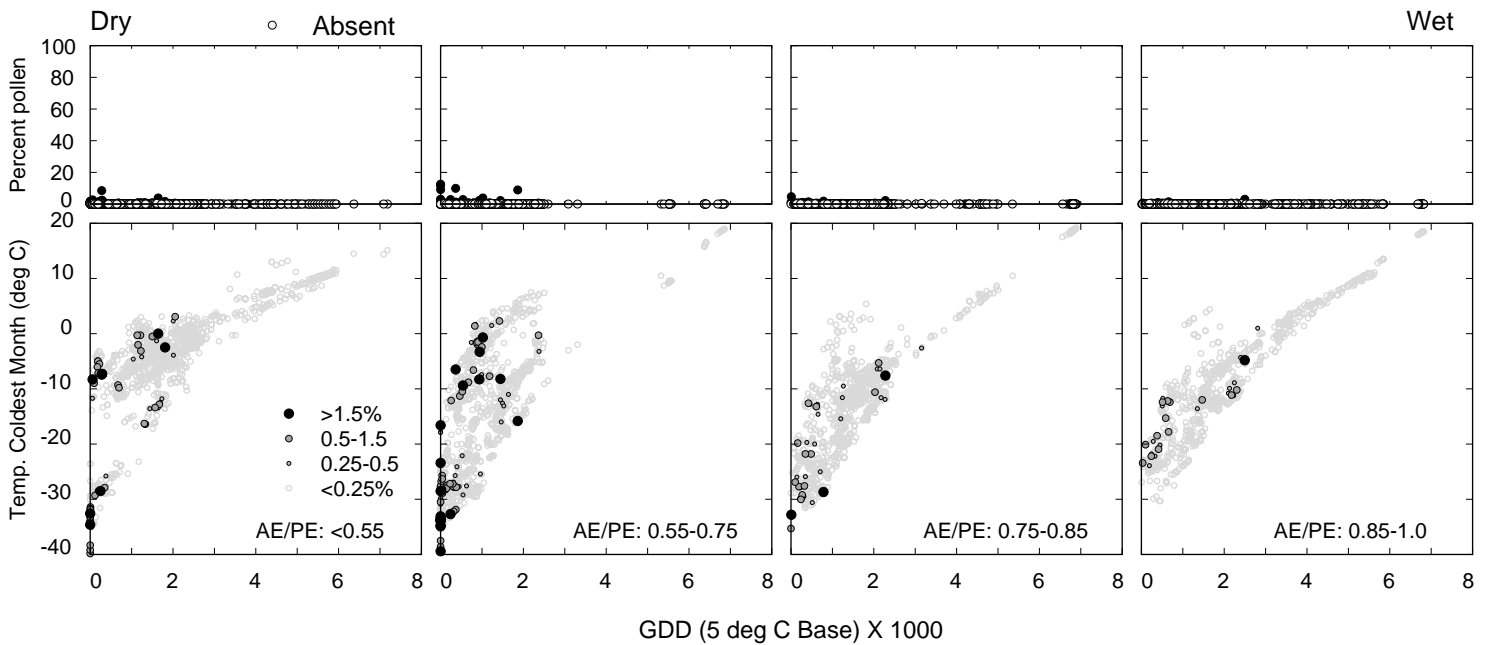 Dry
Absent
Wet
Percent pollen
100
80
60
40
20
0
Temp. Coldest Month (deg C)
20
10
0
-10
-20
-30
-40
>1.5%
0.5-1.5
0.25-0.5
<0.25%
AE/PE: <0.55
AE/PE: 0.55-0.75
AE/PE: 0.75-0.85
AE/PE: 0.85-1.0
0 2 4 6 8
0 2 4 6 8
0 2 4 6 8
0 2 4 6 8
GDD (5 deg C Base) X 1000